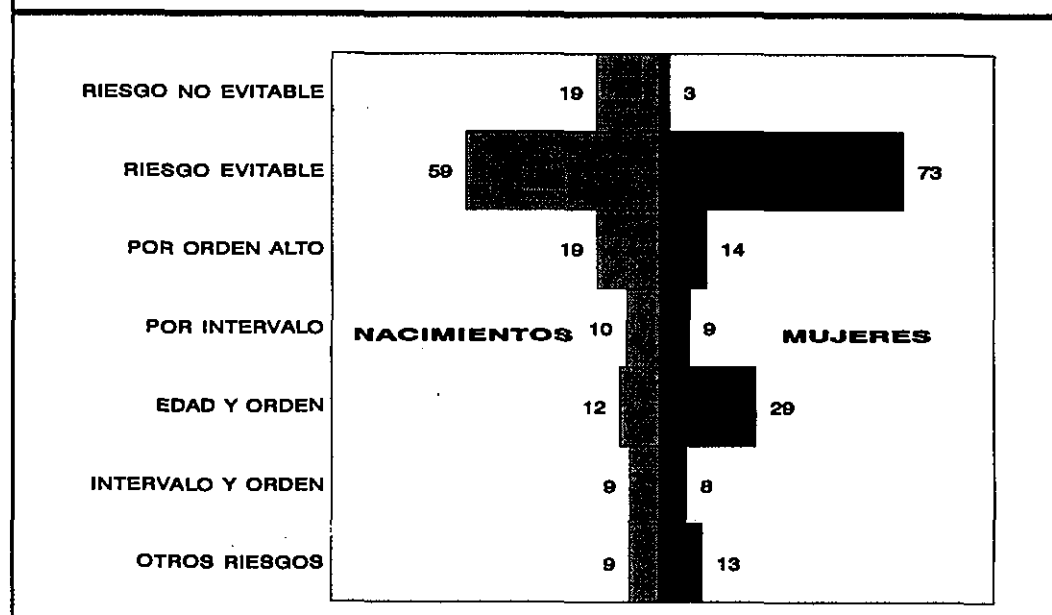 RIESGO NO EVITABLE 19 3
RIESGO EVITABLE 59 73
POR ORDEN ALTO 19 14
POR INTERVALO NACIMIENTOS 10 9 MUJERES
EDAD Y ORDEN 12 29
INTERVALO Y ORDEN 9 8
OTROS RIESGOS 9 13